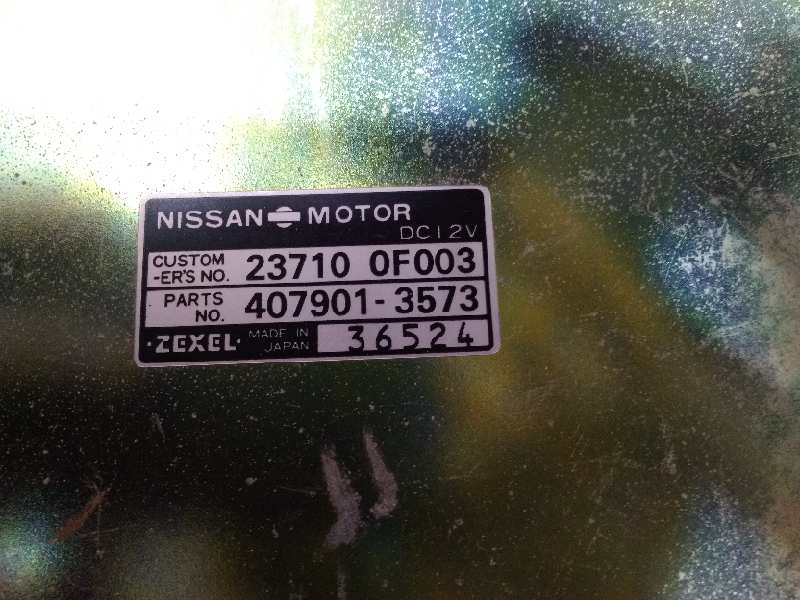 NISSAN MOTOR
DC12V
CUSTOM
-ER'S NO. 23710 0F003
PARTS
NO. 407901-3573
·ZEXEL· MADE IN
JAPAN 36524